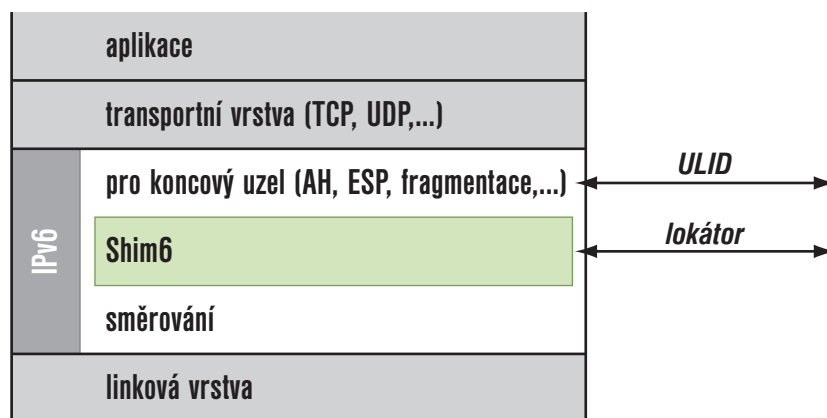 aplikace
transportní vrstva (TCP, UDP,...)
pro koncový uzel (AH, ESP, fragmentace,...)
ULID
IPv6
Shim6
lokátor
směrování
linková vrstva